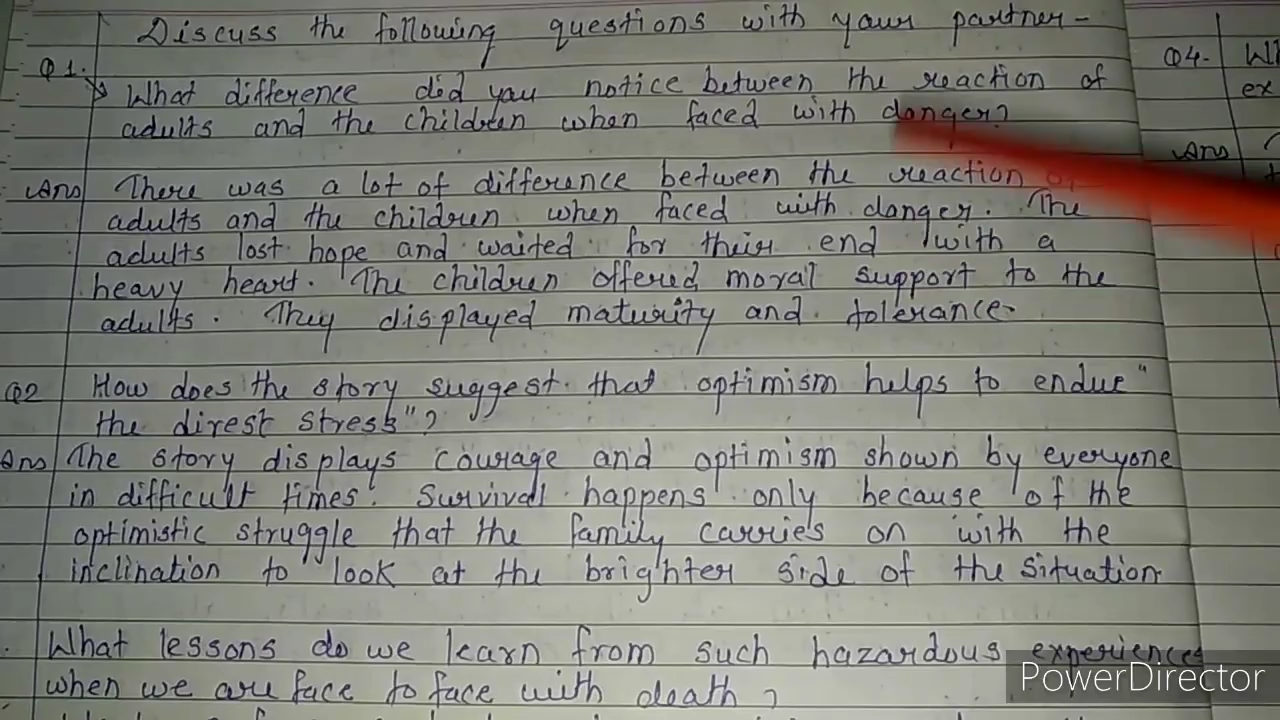 Discuss the following questions with your partner-
Q1.
What difference did you notice between the reaction of
adults and the children when faced with danger?
Ans There was a lot of difference between the reaction
adults and the children when faced with danger. The
adults lost hope and waited for their end with a
heavy heart. The children offered moral support to the
adults. They displayed maturity and tolerance.
Q2 How does the story suggest that optimism helps to endue "
the direst stress"?
Ans The story displays courage and optimism shown by everyone
in difficult times. Survival happens only because of the
optimistic struggle that the family carries on with the
inclination to look at the brighter side of the situation.
What lessons do we learn from such hazardous experiences
when we are face to face with death?
Q4.
ex
Ans
PowerDirector